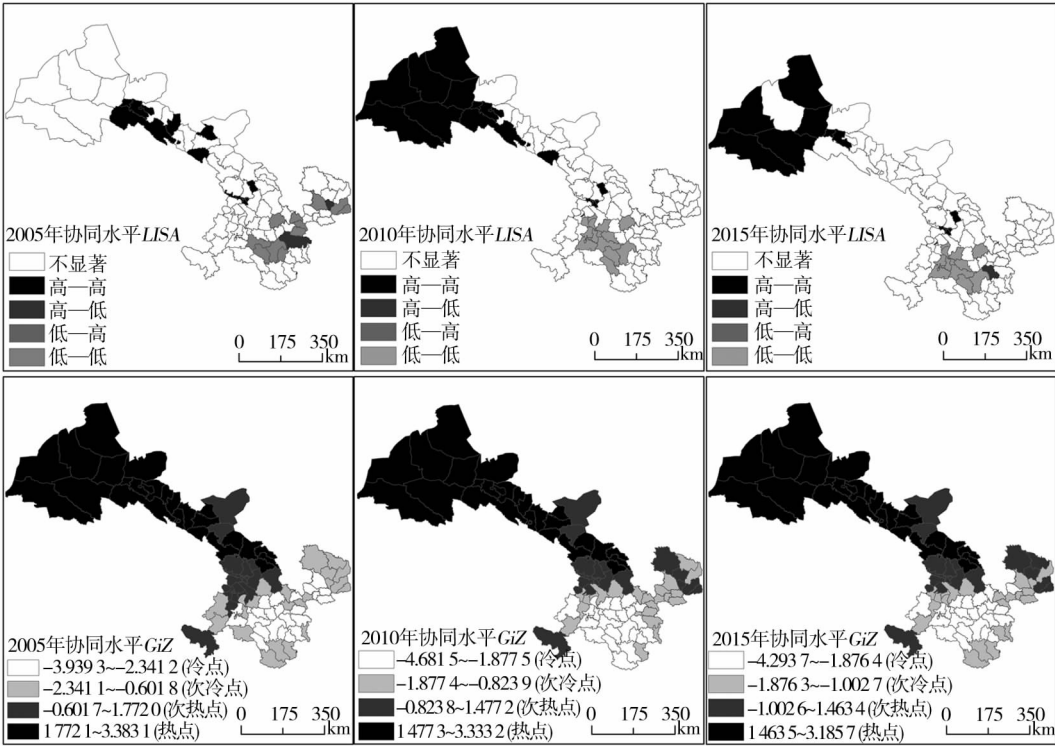 2005年协同水平LISA
不显著
高—高
高—低
低—高
低—低
0 175 350
km
2010年协同水平LISA
不显著
高—高
高—低
低—高
低—低
0 175 350
km
2015年协同水平LISA
不显著
高—高
高—低
低—高
低—低
0 175 350
km
2005年协同水平GiZ
-3.939 3~-2.341 2 (冷点)
-2.341 1~-0.601 8 (次冷点)
-0.601 7~1.772 0 (次热点)
1 772 1~3.383 1 (热点)
0 175 350
km
2010年协同水平GiZ
-4.681 5~-1.877 5 (冷点)
-1.877 4~-0.823 9 (次冷点)
-0.823 8~1.477 2 (次热点)
1 477 3~3.333 2 (热点)
0 175 350
km
2015年协同水平GiZ
-4.293 7~-1.876 4 (冷点)
-1.876 3~-1.002 7 (次冷点)
-1.002 6~1.463 4 (次热点)
1 463 5~3.185 7 (热点)
0 175 350
km